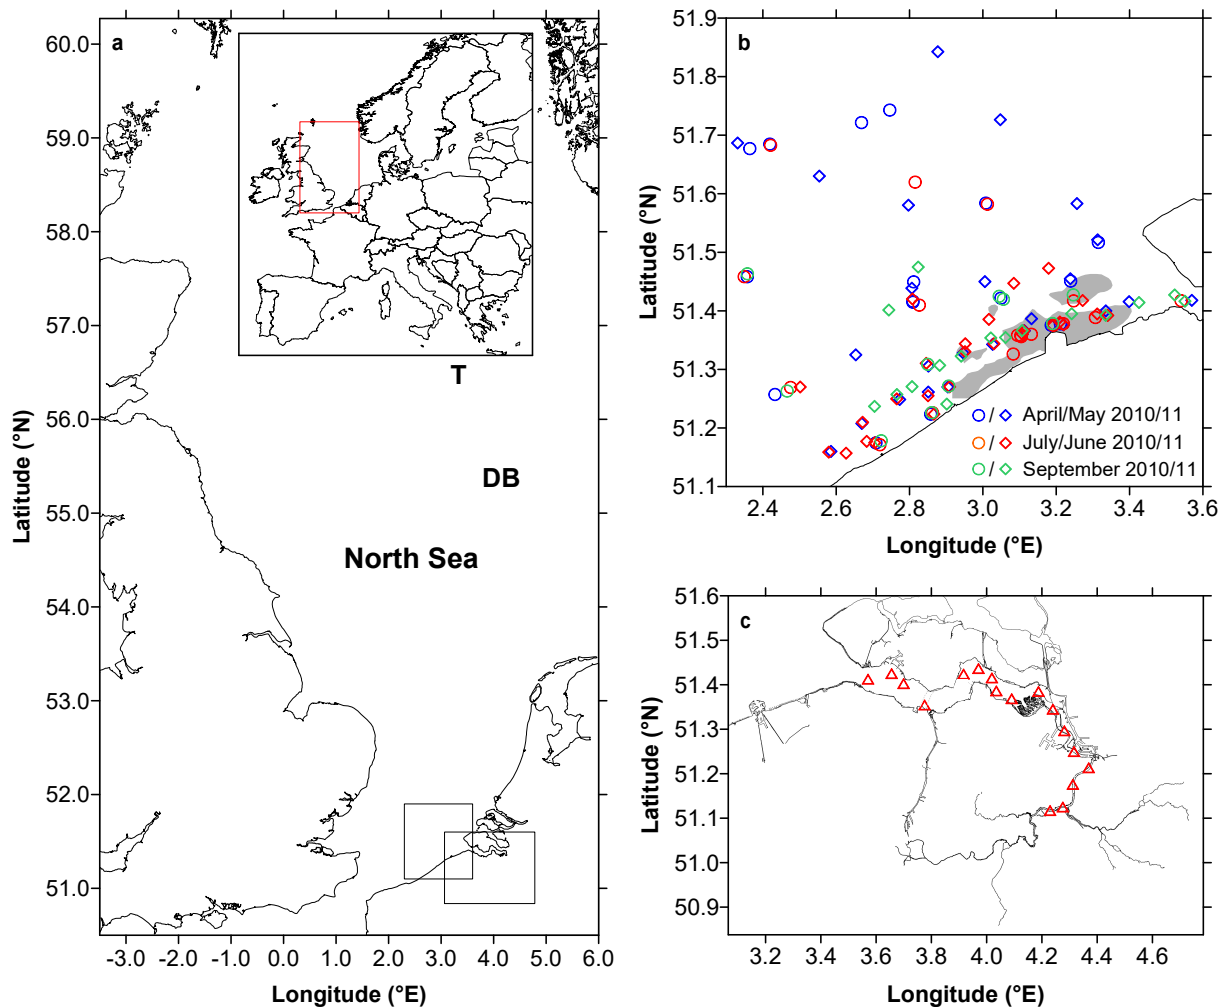 a
60.0
59.0
58.0
57.0
56.0
55.0
54.0
53.0
52.0
51.0
Latitude (°N)
T
DB
North Sea
-3.0 -2.0 -1.0 0.0 1.0 2.0 3.0 4.0 5.0 6.0
Longitude (°E)
b
51.9
51.8
51.7
51.6
51.5
51.4
51.3
51.2
51.1
Latitude (°N)
/ April/May 2010/11
/ July/June 2010/11
/ September 2010/11
2.4 2.6 2.8 3.0 3.2 3.4 3.6
Longitude (°E)
c
51.6
51.5
51.4
51.3
51.2
51.1
51.0
50.9
Latitude (°N)
3.2 3.4 3.6 3.8 4.0 4.2 4.4 4.6
Longitude (°E)